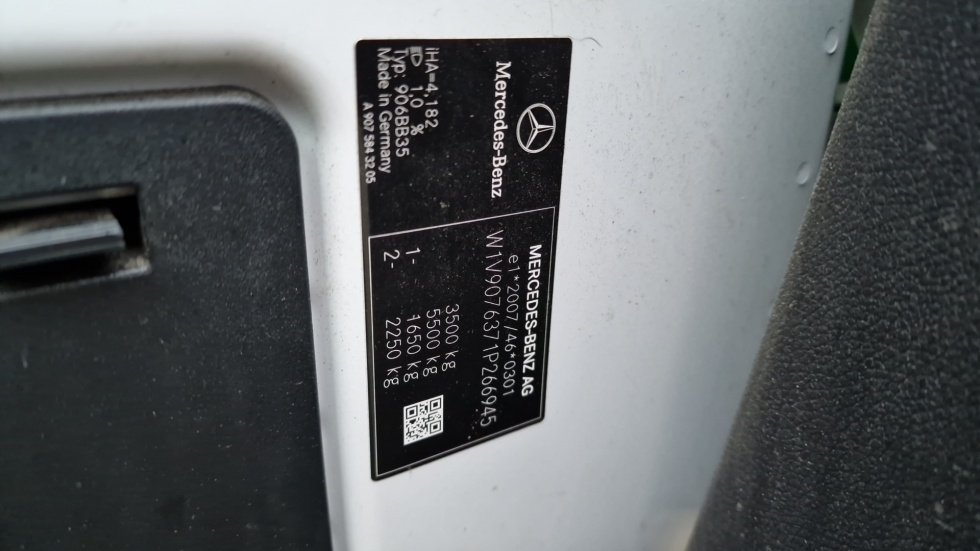 Mercedes-Benz
iHA=4,182
1,0 %
Typ: 906BB35
Made in Germany
A 907 584 32 05
MERCEDES-BENZ AG
e1*2007/46*0301
W1V9076371P266945
3500 kg
5500 kg
1- 1650 kg
2- 2250 kg